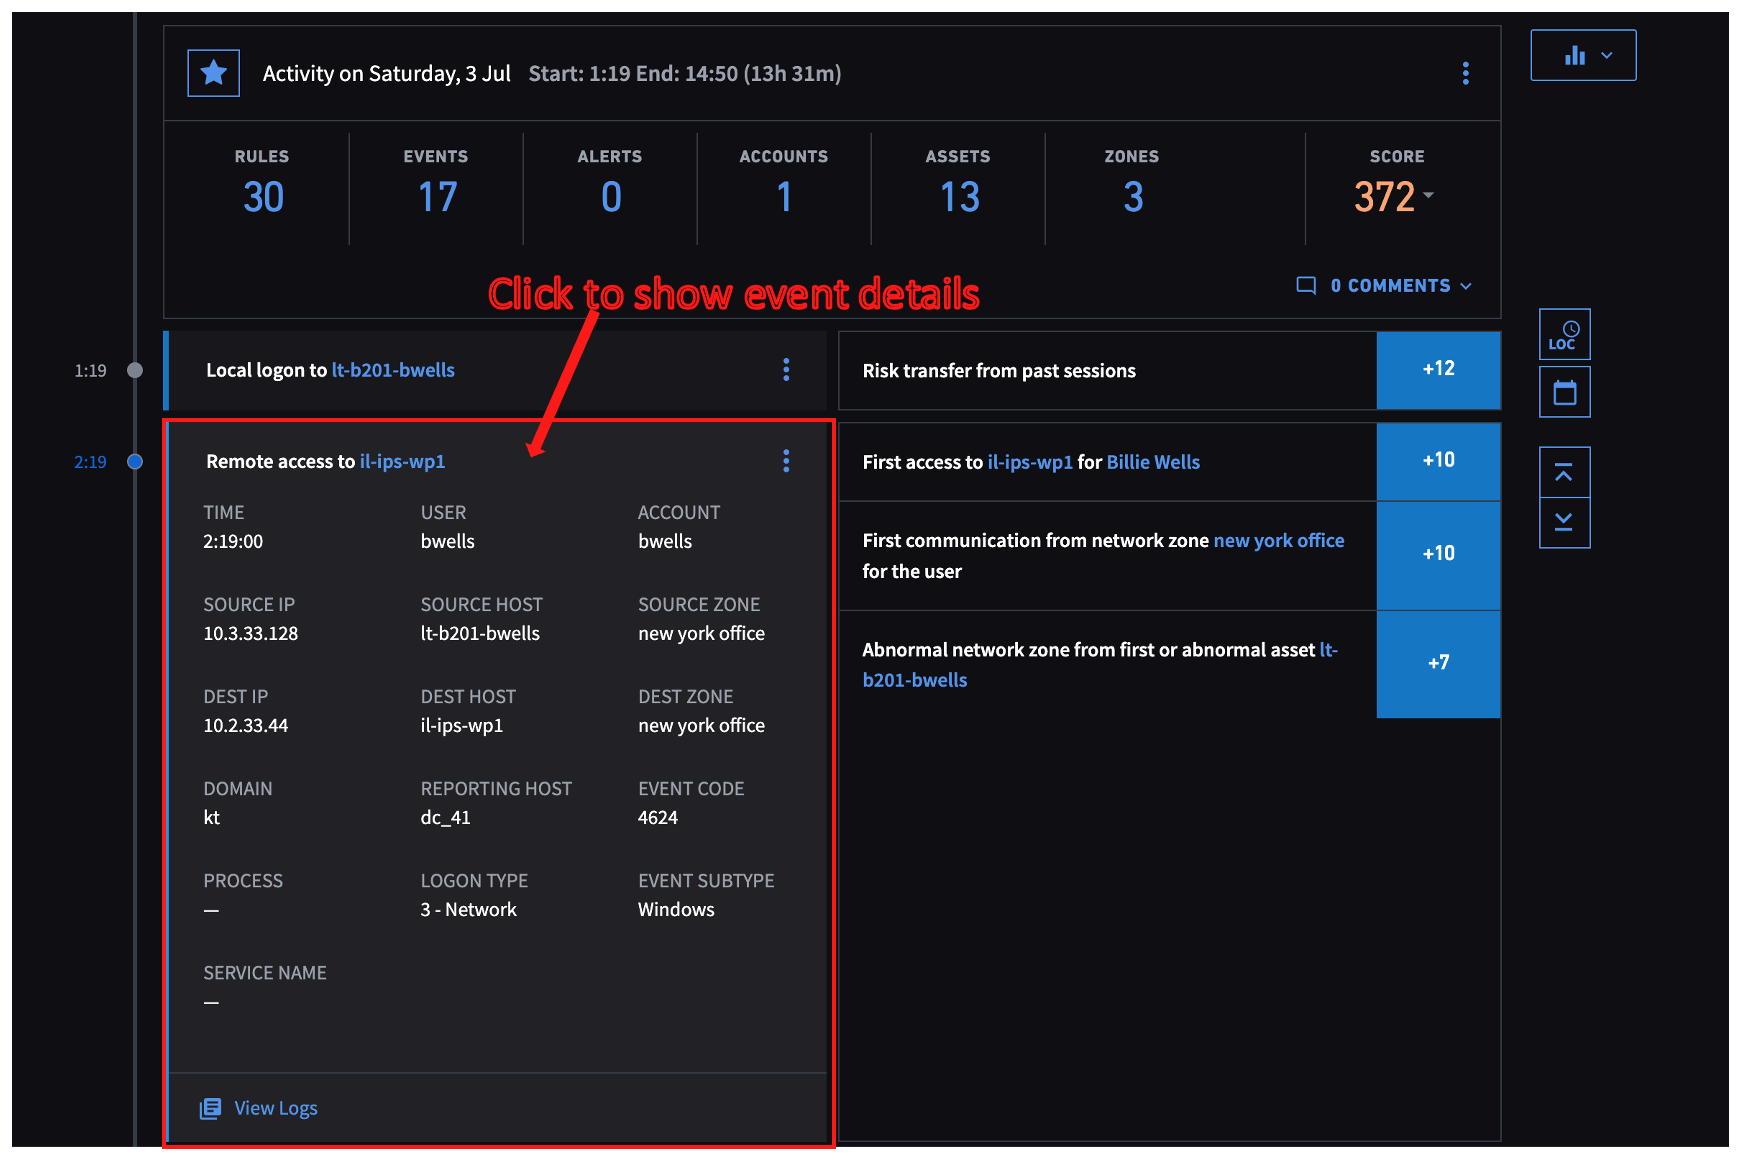 Activity on Saturday, 3 Jul Start: 1:19 End: 14:50 (13h 31m)
RULES EVENTS ALERTS ACCOUNTS ASSETS ZONES SCORE
30 17 0 1 13 3 372
Click to show event details
0 COMMENTS
1:19 Local logon to lt-b201-bwells
Risk transfer from past sessions +12
LOC
2:19 Remote access to il-ips-wp1
TIME USER ACCOUNT
2:19:00 bwells bwells
SOURCE IP SOURCE HOST SOURCE ZONE
10.3.33.128 lt-b201-bwells new york office
DEST IP DEST HOST DEST ZONE
10.2.33.44 il-ips-wp1 new york office
DOMAIN REPORTING HOST EVENT CODE
kt dc_41 4624
PROCESS LOGON TYPE EVENT SUBTYPE
— 3 - Network Windows
SERVICE NAME
—
View Logs
First access to il-ips-wp1 for Billie Wells +10
First communication from network zone new york office
for the user
+10
Abnormal network zone from first or abnormal asset lt-
b201-bwells
+7